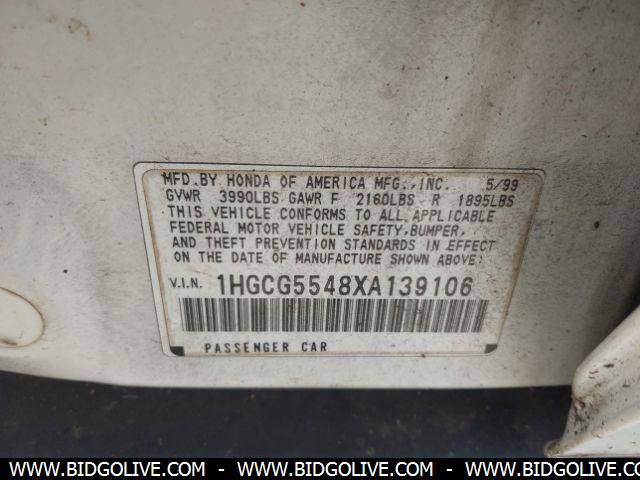 MFD.BY HONDA OF AMERICA MFG.,INC. 5/99
GVWR 3990LBS GAWR F 2160LBS R 1895LBS
THIS VEHICLE CONFORMS TO ALL APPLICABLE
FEDERAL MOTOR VEHICLE SAFETY,BUMPER,
AND THEFT PREVENTION STANDARDS IN EFFECT
ON THE DATE OF MANUFACTURE SHOWN ABOVE:
V.I.N. 1HGCG5548XA139106
PASSENGER CAR
WWW.BIDGOLIVE.COM - WWW.BIDGOLIVE.COM - WWW.BIDGOLIVE.COM